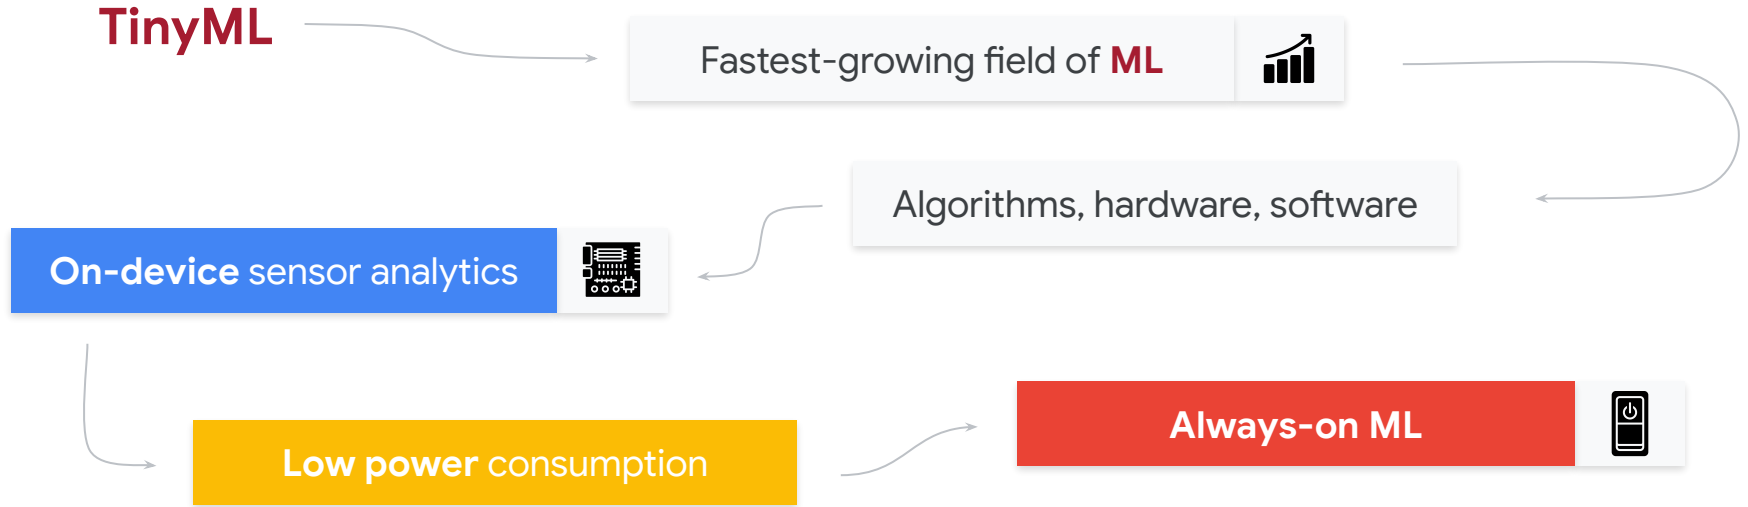 TinyML
Fastest-growing field of ML
Algorithms, hardware, software
On-device sensor analytics
Low power consumption
Always-on ML